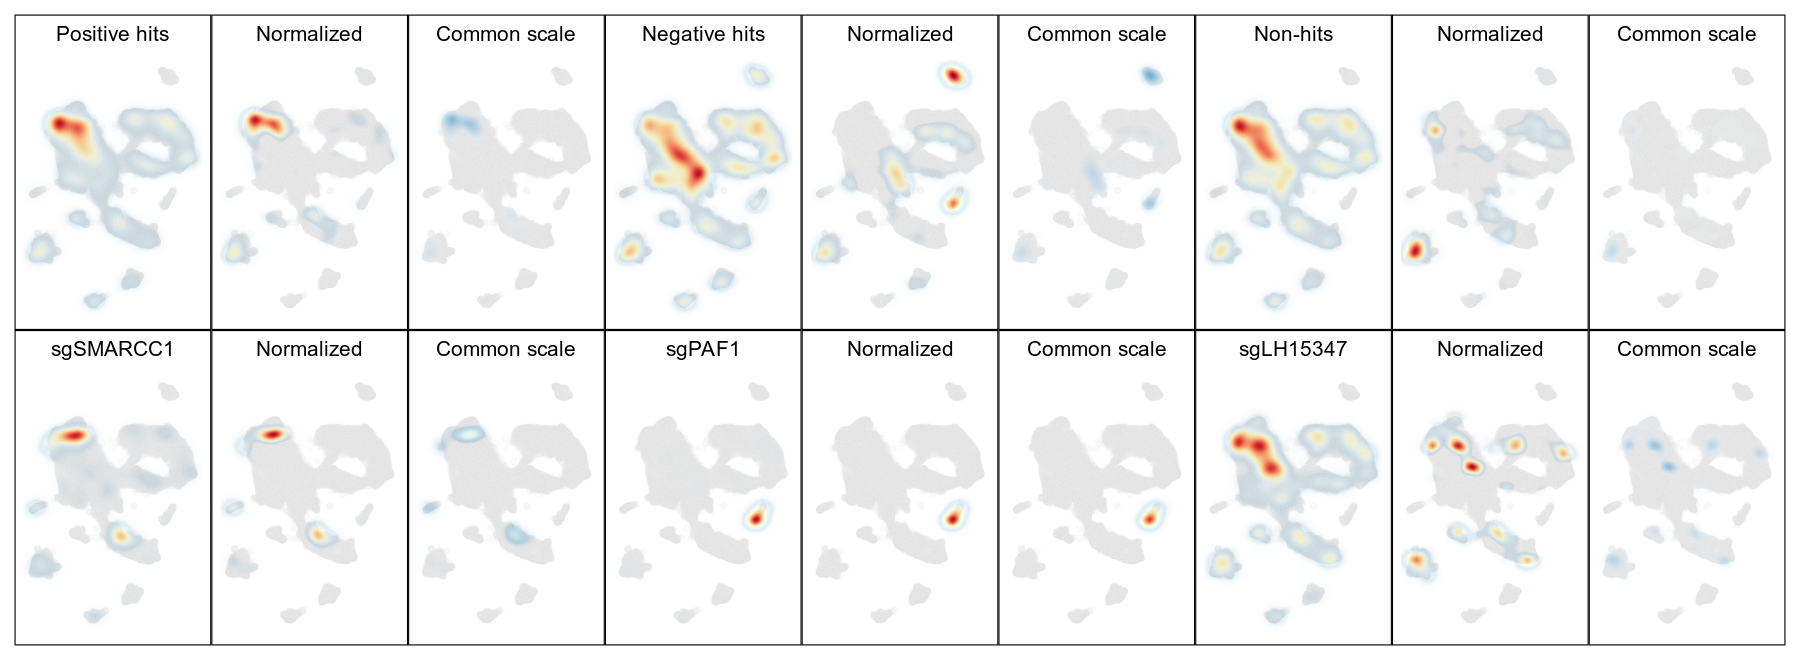 Positive hits
Normalized
Common scale
Negative hits
Normalized
Common scale
Non-hits
Normalized
Common scale
sgSMARCC1
Normalized
Common scale
sgPAF1
Normalized
Common scale
sgLH15347
Normalized
Common scale